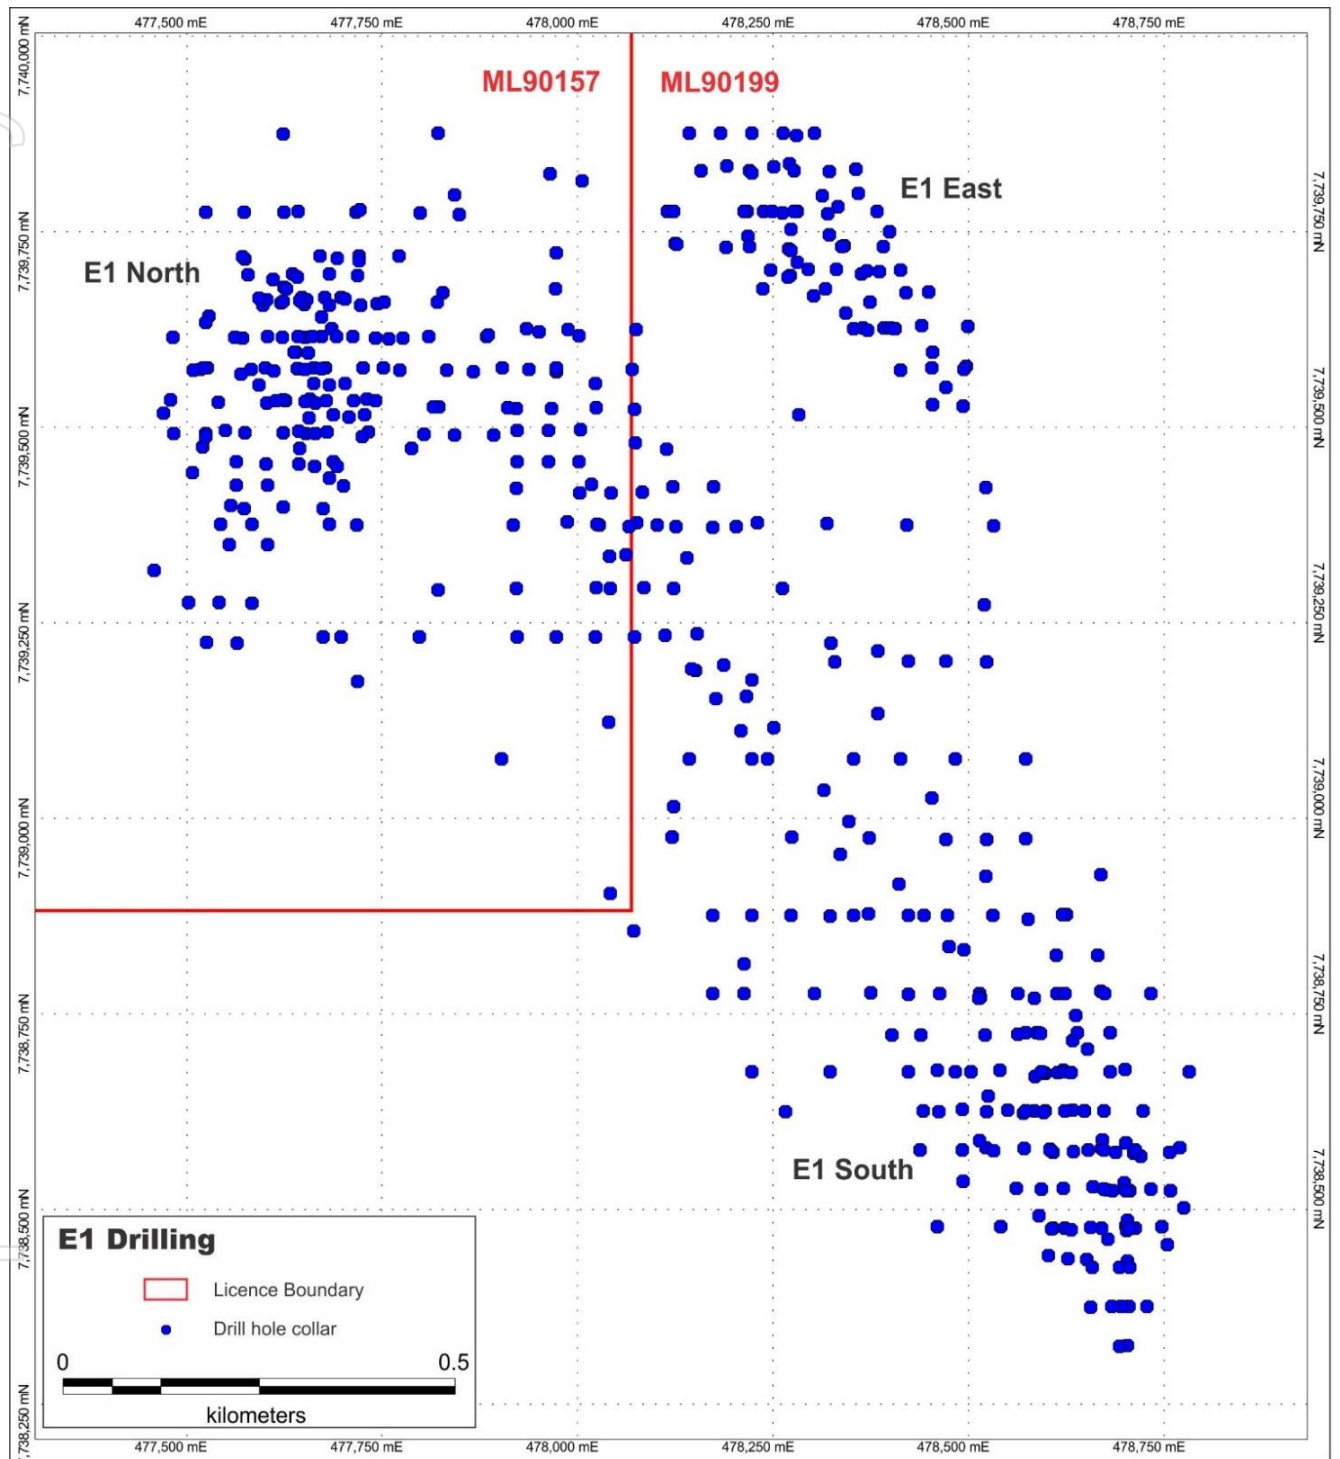 477,500 mE 477,750 mE 478,000 mE 478,250 mE 478,500 mE 478,750 mE
7,740,000 mN
ML90157 ML90199
E1 East
7,739,750 mN 7,739,750 mN
E1 North
7,739,500 mN 7,739,500 mN
7,739,250 mN 7,739,250 mN
7,739,000 mN 7,739,000 mN
7,738,750 mN 7,738,750 mN
E1 South
7,738,500 mN 7,738,500 mN
E1 Drilling
Licence Boundary
Drill hole collar
0 0.5
kilometers
7,738,250 mN
477,500 mE 477,750 mE 478,000 mE 478,250 mE 478,500 mE 478,750 mE